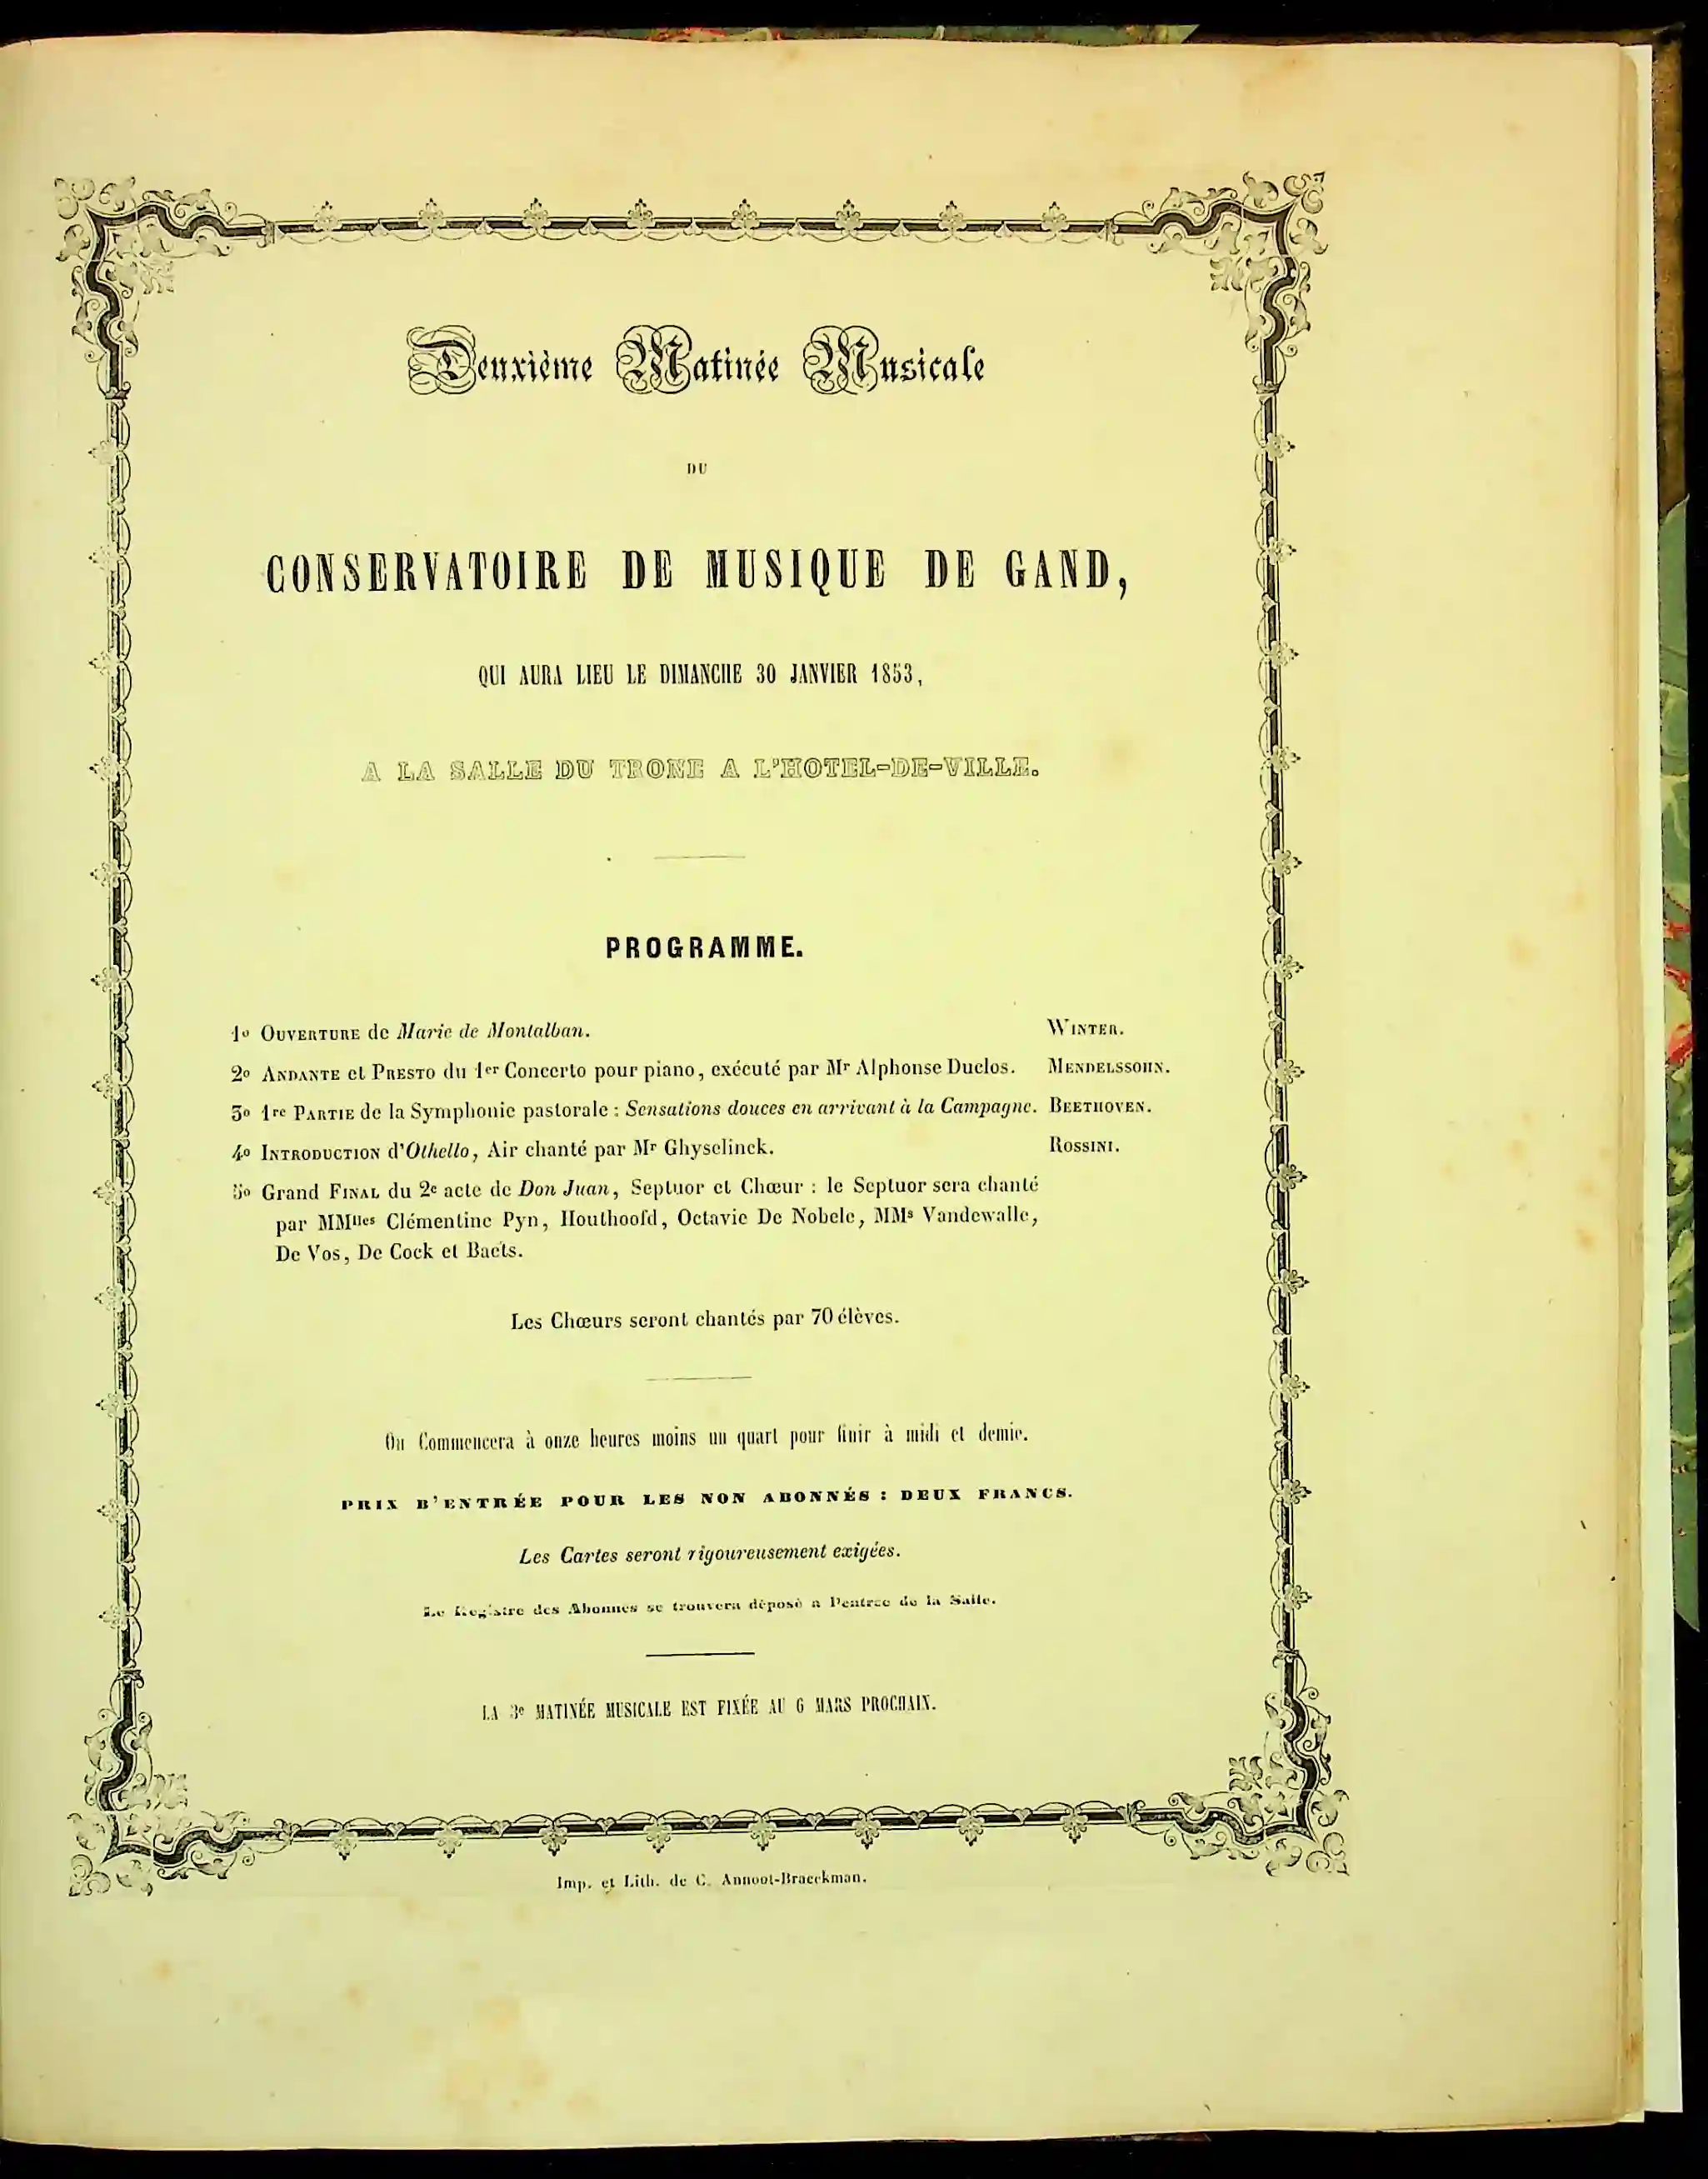 Deuxième Matinée Musicale
DU
CONSERVATOIRE DE MUSIQUE DE GAND,
QUI AURA LIEU LE DIMANCHE 30 JANVIER 1853,
A LA SALLE DU TRONE A L'HOTEL-DE-VILLE.
PROGRAMME.
1o OUVERTURE de Marie de Montalban. WINTER.
2o ANDANTE et PRESTO du 1er Concerto pour piano, exécuté par Mr Alphonse Duclos. MENDELSSOHN.
3o 1re PARTIE de la Symphonie pastorale : Sensations douces en arrivant à la Campagne. BEETHOVEN.
4o INTRODUCTION d'Othello, Air chanté par Mr Ghyselinck. ROSSINI.
5o Grand FINAL du 2e acte de Don Juan, Septuor et Chœur : le Septuor sera chanté
par MMlles Clémentine Pyn, Houthoofd, Octavie De Nobele, MMs Vandewalle,
De Vos, De Cock et Baets.
Les Chœurs seront chantés par 70 élèves.
On Commencera à onze heures moins un quart pour finir à midi et demie.
PRIX D'ENTRÉE POUR LES NON ABONNÉS : DEUX FRANCS.
Les Cartes seront rigoureusement exigées.
Le Registre des Abonnés se trouvera déposé a l'entrée de la Salle.
LA 3e MATINÉE MUSICALE EST FIXÉE AU 6 MARS PROCHAIN.
Imp. et Lith. de C. Annoot-Braeckman.